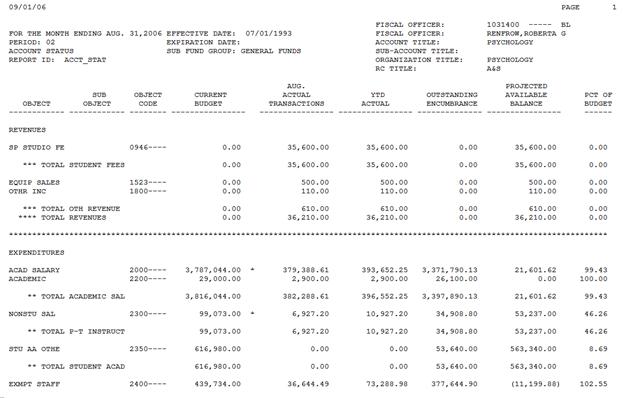 09/01/06 PAGE 1
FISCAL OFFICER: 1031400 ----- BL
FOR THE MONTH ENDING AUG. 31,2006 EFFECTIVE DATE: 07/01/1993 FISCAL OFFICER: RENFROW,ROBERTA G
PERIOD: 02 EXPIRATION DATE: ACCOUNT TITLE: PSYCHOLOGY
ACCOUNT STATUS SUB FUND GROUP: GENERAL FUNDS SUB-ACCOUNT TITLE:
REPORT ID: ACCT_STAT ORGANIZATION TITLE: PSYCHOLOGY
RC TITLE: A&S
AUG. PROJECTED
SUB OBJECT CURRENT ACTUAL YTD OUTSTANDING AVAILABLE PCT OF
OBJECT OBJECT CODE BUDGET TRANSACTIONS ACTUAL ENCUMBRANCE BALANCE BUDGET
REVENUES
SP STUDIO FE 0946---- 0.00 35,600.00 35,600.00 0.00 35,600.00 0.00
*** TOTAL STUDENT FEES 0.00 35,600.00 35,600.00 0.00 35,600.00 0.00
EQUIP SALES 1523---- 0.00 500.00 500.00 0.00 500.00 0.00
OTHR INC 1800---- 0.00 110.00 110.00 0.00 110.00 0.00
*** TOTAL OTH REVENUE 0.00 610.00 610.00 0.00 610.00 0.00
**** TOTAL REVENUES 0.00 36,210.00 36,210.00 0.00 36,210.00 0.00
EXPENDITURES
ACAD SALARY 2000---- 3,787,044.00 * 379,388.61 393,652.25 3,371,790.13 21,601.62 99.43
ACADEMIC 2200---- 29,000.00 2,900.00 2,900.00 26,100.00 0.00 100.00
** TOTAL ACADEMIC SAL 3,816,044.00 382,288.61 396,552.25 3,397,890.13 21,601.62 99.43
NONSTU SAL 2300---- 99,073.00 * 6,927.20 10,927.20 34,908.80 53,237.00 46.26
** TOTAL P-T INSTRUCT 99,073.00 6,927.20 10,927.20 34,908.80 53,237.00 46.26
STU AA OTHE 2350---- 616,980.00 0.00 0.00 53,640.00 563,340.00 8.69
** TOTAL STUDENT ACAD 616,980.00 0.00 0.00 53,640.00 563,340.00 8.69
EXMPT STAFF 2400---- 439,734.00 36,644.49 73,288.98 377,644.90 (11,199.88) 102.55